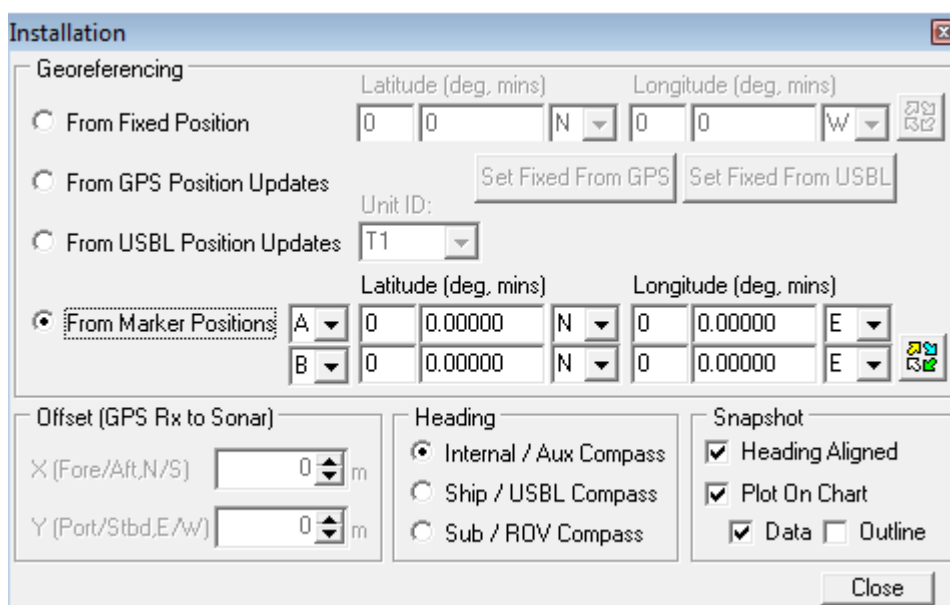 Installation
Georeferencing
Latitude (deg, mins) Longitude (deg, mins)
From Fixed Position 0 0 N 0 0 W
From GPS Position Updates Set Fixed From GPS Set Fixed From USBL
Unit ID:
From USBL Position Updates T1
Latitude (deg, mins) Longitude (deg, mins)
From Marker Positions A 0 0.00000 N 0 0.00000 E
B 0 0.00000 N 0 0.00000 E
Offset (GPS Rx to Sonar) Heading Snapshot
X (Fore/Aft,N/S) 0 m Internal / Aux Compass Heading Aligned
Ship / USBL Compass Plot On Chart
Y (Port/Stbd,E/W) 0 m Sub / ROV Compass Data Outline
Close